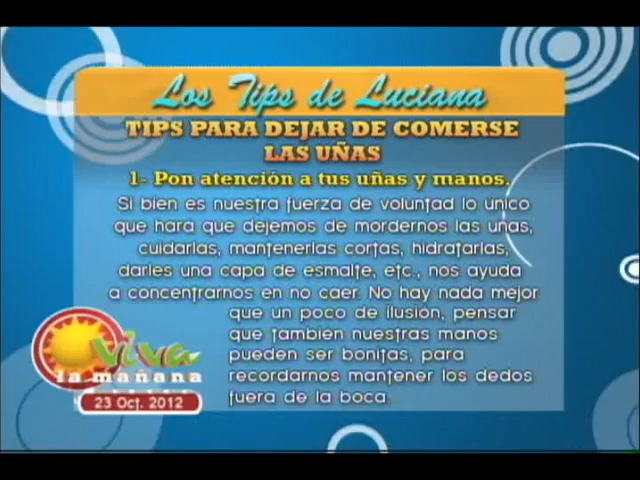 Los Tips de Luciana
TIPS PARA DEJAR DE COMERSE
LAS UÑAS
1- Pon atención a tus uñas y manos.
Si bien es nuestra fuerza de voluntad lo único
que hara que dejemos de mordernos las uñas,
cuidarlas, mantenerlas cortas, hidratarlas,
darles una capa de esmalte, etc., nos ayuda
a concentrarnos en no caer. No hay nada mejor
que un poco de ilusión, pensar
que también nuestras manos
pueden ser bonitas, para
recordarnos mantener los dedos
fuera de la boca.
viva
la mañana
23 Oct. 2012